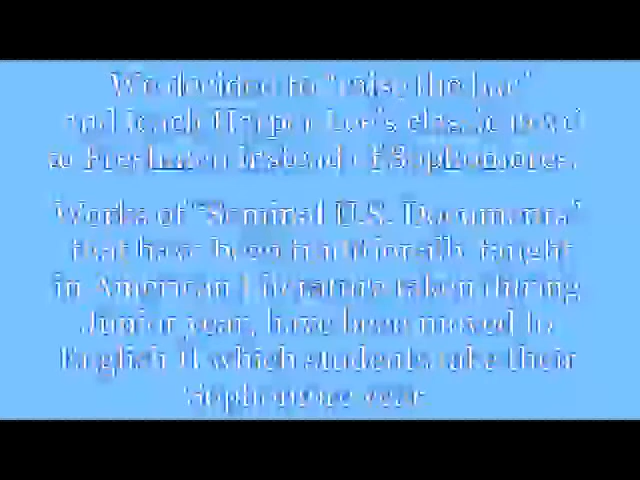 We decided to "raise the bar"
and teach Harper Lee's classic novel
to Freshmen instead of Sophomores.
Works of "Seminal U.S. Documents"
that have been traditionally taught
in American Literature taken during
Junior year, have been moved to
English II which students take their
Sophomore year